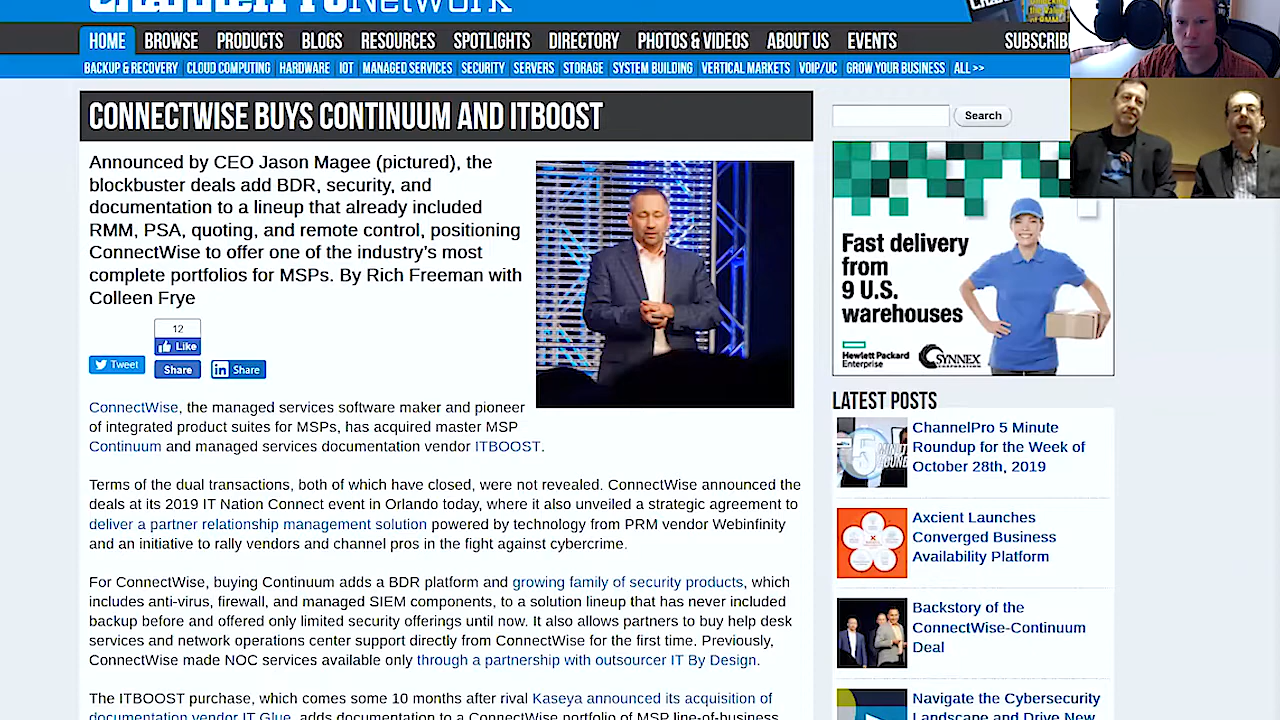 CHANNELPRO NETWORK
HOME BROWSE PRODUCTS BLOGS RESOURCES SPOTLIGHTS DIRECTORY PHOTOS & VIDEOS ABOUT US EVENTS SUBSCRIBE
BACKUP & RECOVERY CLOUD COMPUTING HARDWARE IOT MANAGED SERVICES SECURITY SERVERS STORAGE SYSTEM BUILDING VERTICAL MARKETS VOIP/UC GROW YOUR BUSINESS ALL >>
CONNECTWISE BUYS CONTINUUM AND ITBOOST
Announced by CEO Jason Magee (pictured), the
blockbuster deals add BDR, security, and
documentation to a lineup that already included
RMM, PSA, quoting, and remote control, positioning
ConnectWise to offer one of the industry's most
complete portfolios for MSPs. By Rich Freeman with
Colleen Frye
12
Like
Tweet
Share
Share
ConnectWise, the managed services software maker and pioneer
of integrated product suites for MSPs, has acquired master MSP
Continuum and managed services documentation vendor ITBOOST.
Terms of the dual transactions, both of which have closed, were not revealed. ConnectWise announced the
deals at its 2019 IT Nation Connect event in Orlando today, where it also unveiled a strategic agreement to
deliver a partner relationship management solution powered by technology from PRM vendor Webinfinity
and an initiative to rally vendors and channel pros in the fight against cybercrime.
For ConnectWise, buying Continuum adds a BDR platform and growing family of security products, which
includes anti-virus, firewall, and managed SIEM components, to a solution lineup that has never included
backup before and offered only limited security offerings until now. It also allows partners to buy help desk
services and network operations center support directly from ConnectWise for the first time. Previously,
ConnectWise made NOC services available only through a partnership with outsourcer IT By Design.
The ITBOOST purchase, which comes some 10 months after rival Kaseya announced its acquisition of
documentation vendor IT Glue, adds documentation to a ConnectWise portfolio of MSP line-of-business
Search
Fast delivery
from
9 U.S.
warehouses
Hewlett Packard
Enterprise
SYNNEX
CORPORATION
LATEST POSTS
ChannelPro 5 Minute
Roundup for the Week of
October 28th, 2019
Axcient Launches
Converged Business
Availability Platform
Backstory of the
ConnectWise-Continuum
Deal
Navigate the Cybersecurity
Landscape and Drive New